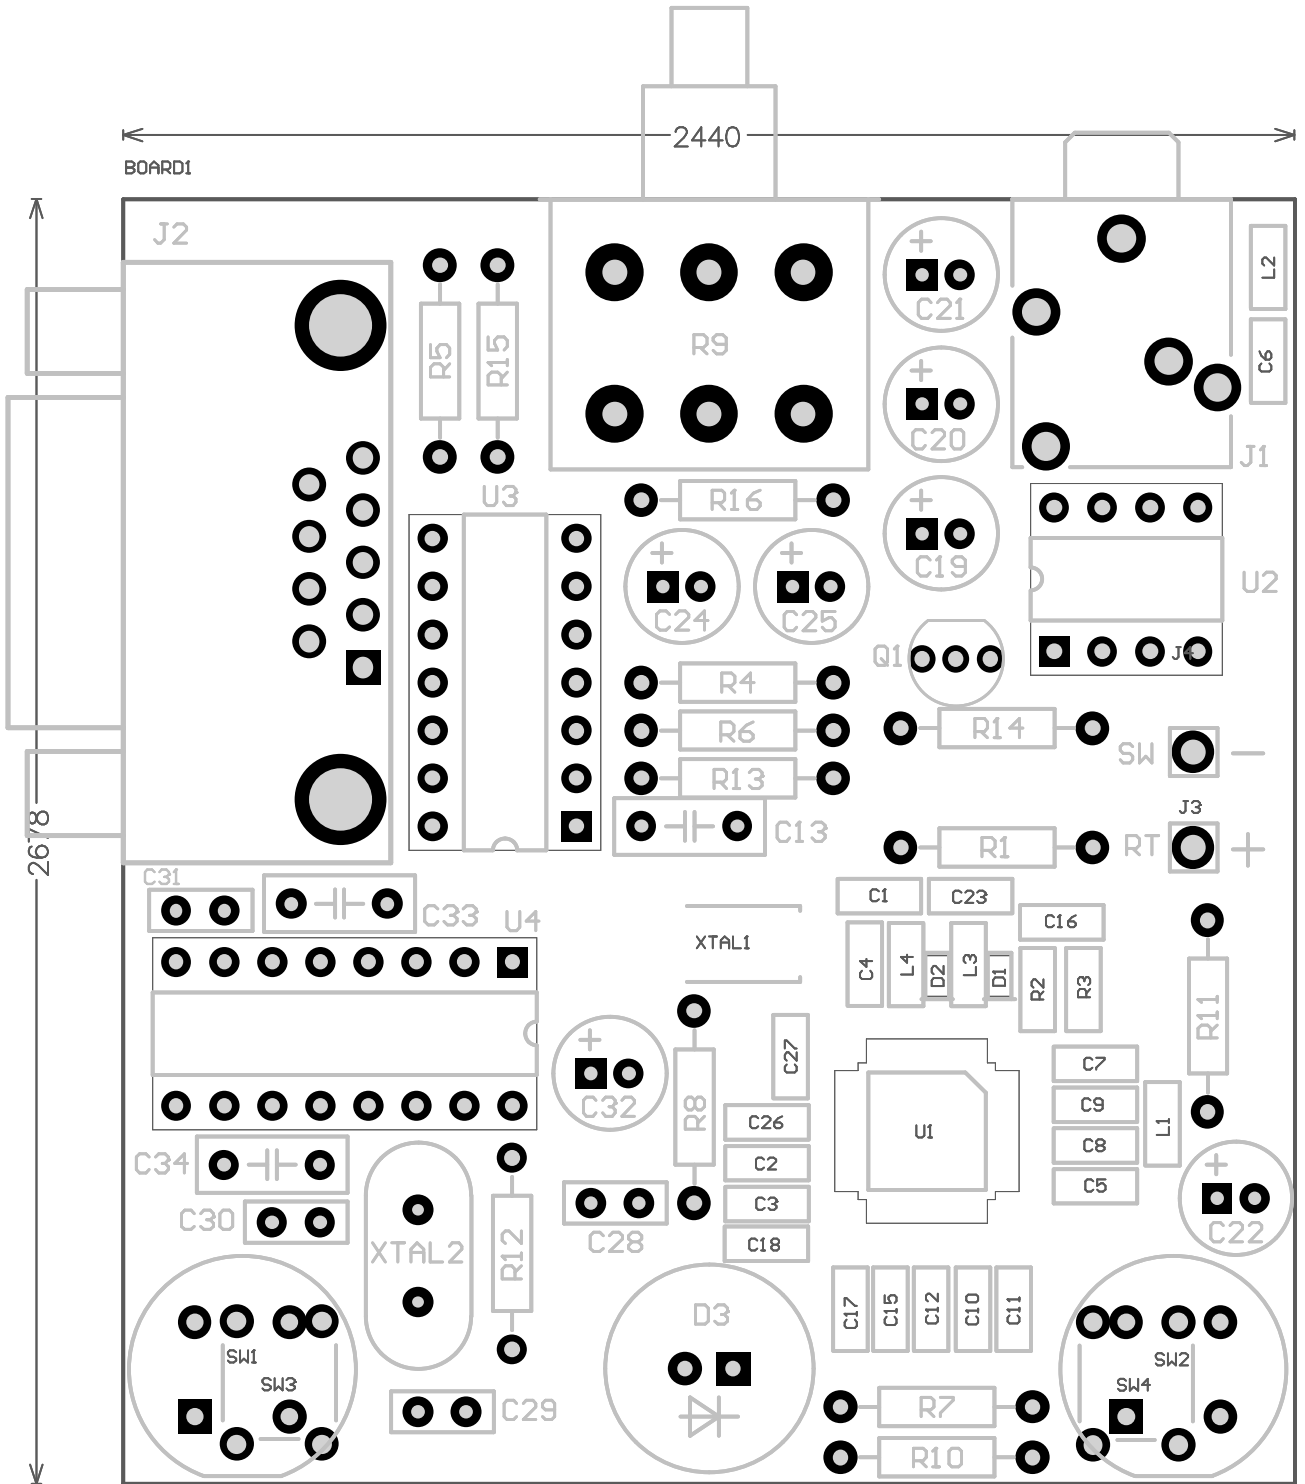 2440
BOARD1
J2
L2
C21
R5
R15
R9
C6
C20
J1
U3
R16
C19
U2
C24
C25
Q1
J4
R4
R14
R6
SW
R13
J3
2678
C13
R1
RT
C31
C33
U4
C1
C23
C16
XTAL1
C4
L4
D2
L3
D1
R2
R3
R11
C27
C7
C32
R8
C9
C26
U1
L1
C8
C34
C2
C5
C3
C30
C28
C22
XTAL2
R12
C18
D3
C17
C15
C12
C10
C11
SW1
SW2
SW3
SW4
C29
R7
R10